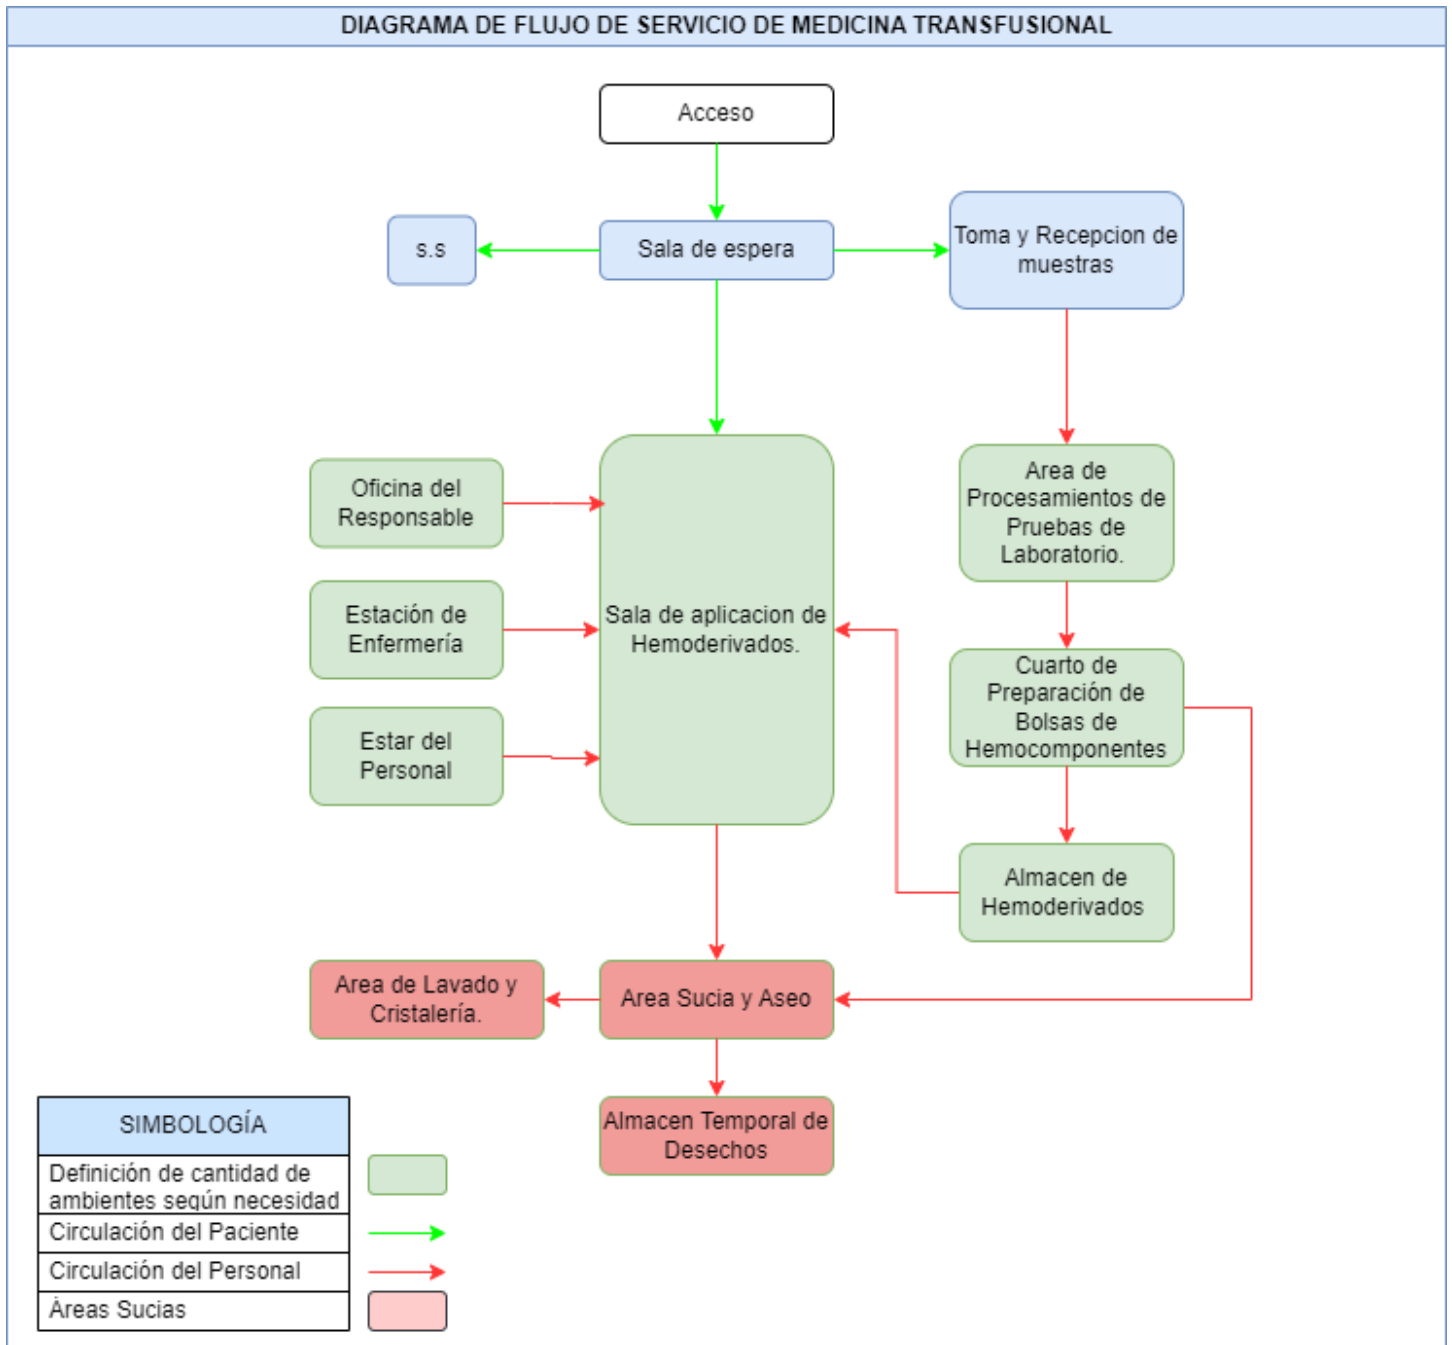 DIAGRAMA DE FLUJO DE SERVICIO DE MEDICINA TRANSFUSIONAL
Acceso
s.s
Sala de espera
Toma y Recepcion de
muestras
Oficina del
Responsable
Area de
Procesamientos de
Pruebas de
Laboratorio.
Estación de
Enfermería
Sala de aplicacion de
Hemoderivados.
Cuarto de
Preparación de
Bolsas de
Hemocomponentes
Estar del
Personal
Almacen de
Hemoderivados
Area de Lavado y
Cristalería.
Area Sucia y Aseo
Almacen Temporal de
Desechos
SIMBOLOGÍA
Definición de cantidad de
ambientes según necesidad
Circulación del Paciente
Circulación del Personal
Áreas Sucias